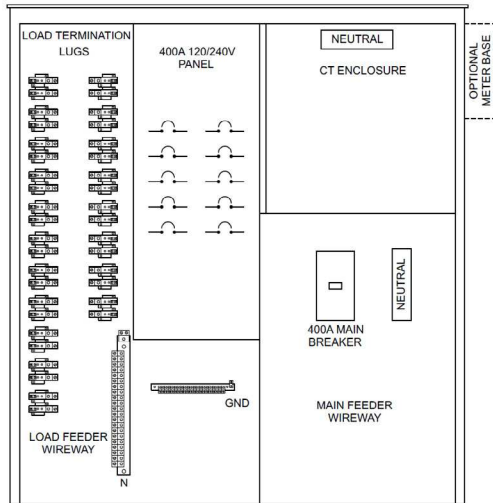 LOAD TERMINATION
LUGS
400A 120/240V
PANEL
NEUTRAL
CT ENCLOSURE
OPTIONAL
METER BASE
NEUTRAL
400A MAIN
BREAKER
GND
MAIN FEEDER
WIREWAY
LOAD FEEDER
WIREWAY
N